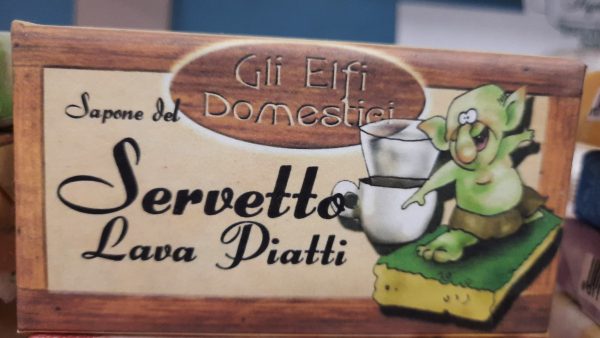 Gli Elfi
Domestici
Sapone del
Servetto
Lava Piatti